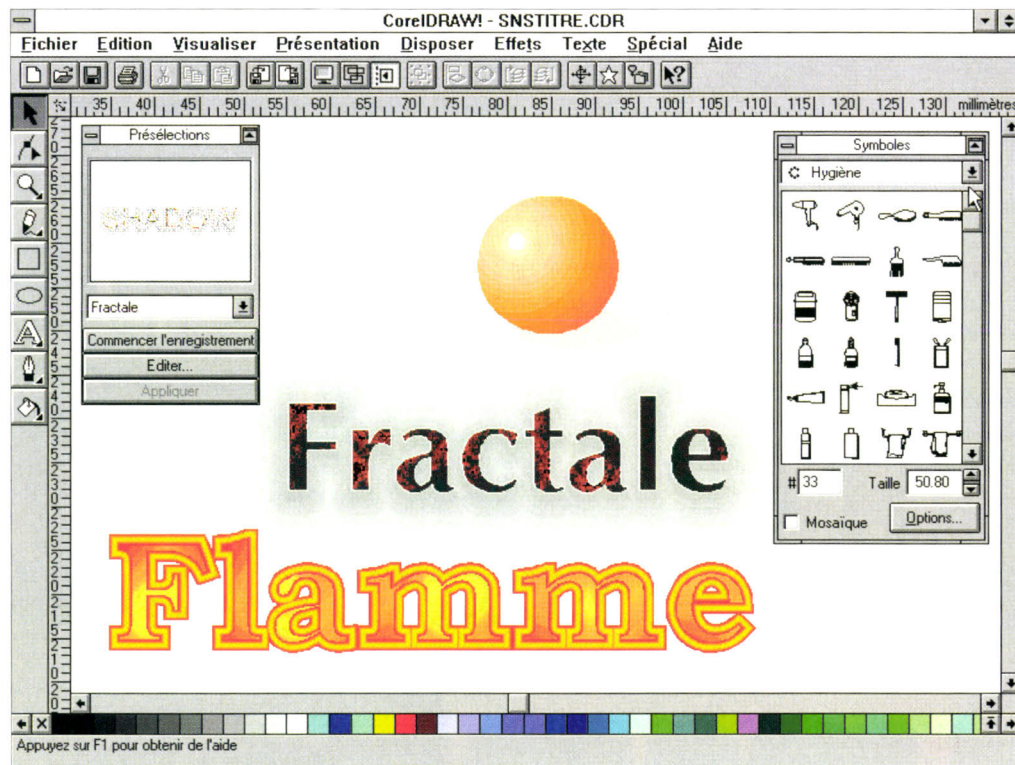 CorelDRAW! - SNSTITRE.CDR
Fichier Edition Visualiser Présentation Disposer Effets Texte Spécial Aide
35 40 45 50 55 60 65 70 75 80 85 90 95 100 105 110 115 120 125 130 millimètres
Présélections
SHADOW
Fractale
Commencer l'enregistrement
Editer...
Appliquer
Symboles
Hygiène
# 33 Taille 50.80
Mosaïque Options...
Fractale
Flamme
Appuyez sur F1 pour obtenir de l'aide